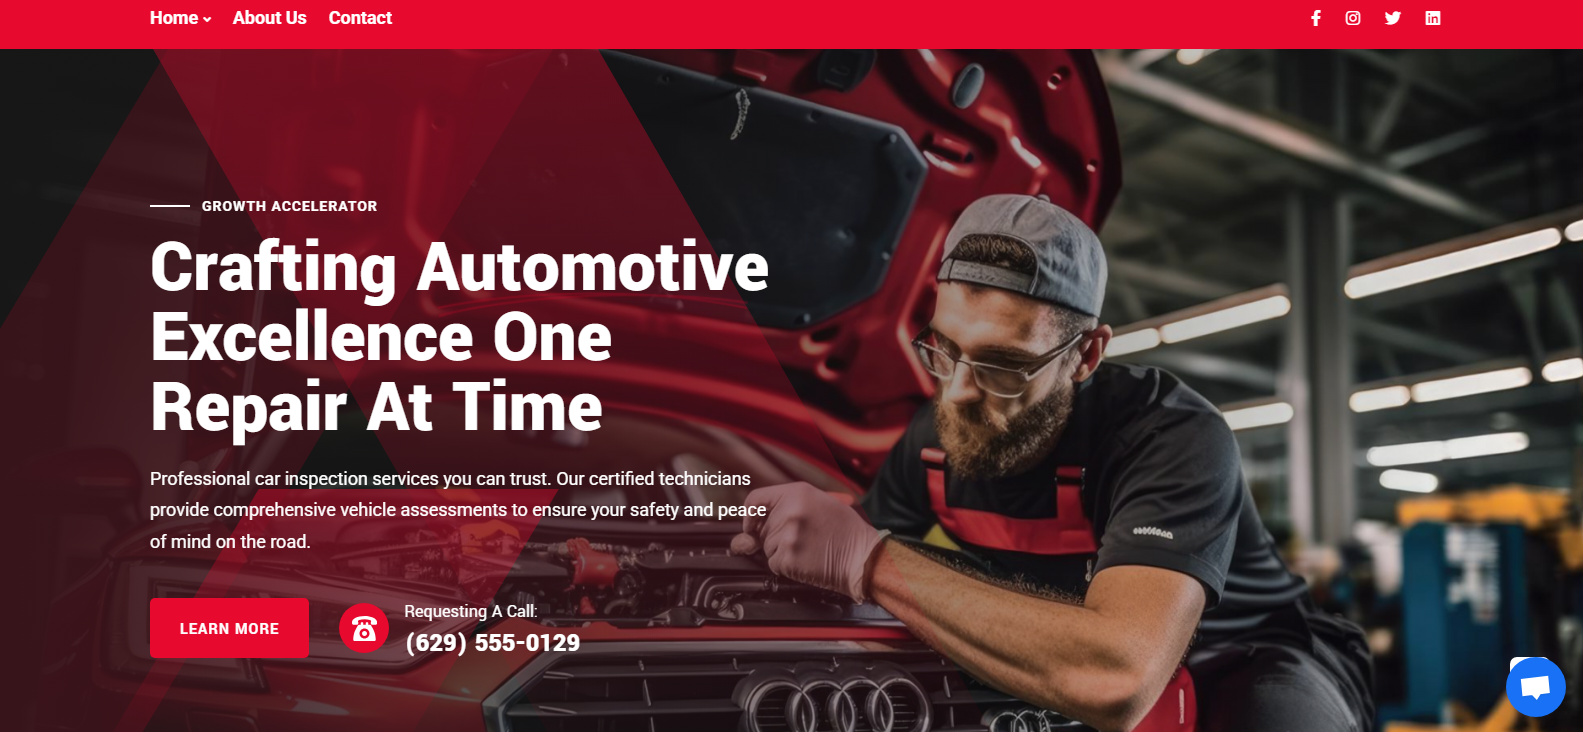 Home About Us Contact
GROWTH ACCELERATOR
Crafting Automotive
Excellence One
Repair At Time
Professional car inspection services you can trust. Our certified technicians
provide comprehensive vehicle assessments to ensure your safety and peace
of mind on the road.
LEARN MORE
Requesting A Call:
(629) 555-0129